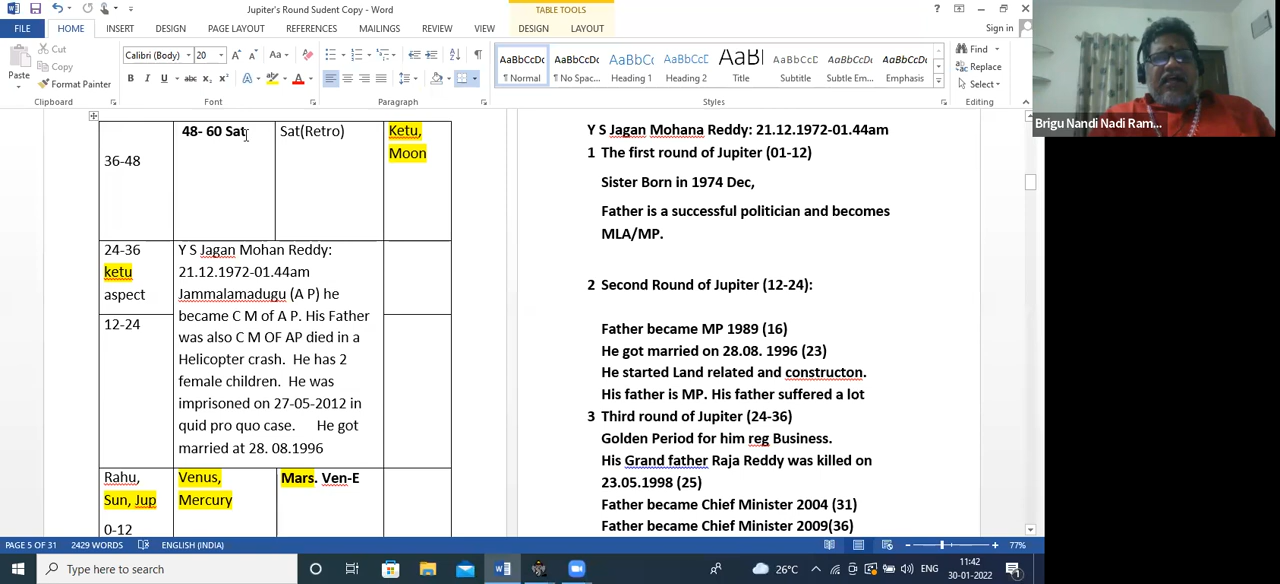 Jupiter's Round Sudent Copy - Word
TABLE TOOLS
Sign in
FILE HOME INSERT DESIGN PAGE LAYOUT REFERENCES MAILINGS REVIEW VIEW DESIGN LAYOUT
Paste
Cut
Copy
Format Painter
Calibri (Body) 20
AaBbCcDc AaBbCcDc AaBbCc AaBbCcC AaBl AaBbCcC AaBbCcDc AaBbCcDc
¶ Normal ¶ No Spac... Heading 1 Heading 2 Title Subtitle Subtle Em... Emphasis
Find
Replace
Select
Clipboard Font Paragraph Styles Editing
Brigu Nandi Nadi Ram...
48- 60 Sat
36-48
Sat(Retro)
Ketu,
Moon
24-36
ketu
aspect
12-24
Y S Jagan Mohan Reddy:
21.12.1972-01.44am
Jammalamadugu (A P) he
became C M of A P. His Father
was also C M OF AP died in a
Helicopter crash. He has 2
female children. He was
imprisoned on 27-05-2012 in
quid pro quo case. He got
married at 28. 08.1996
Rahu,
Sun, Jup
0-12
Venus,
Mercury
Mars. Ven-E
Y S Jagan Mohana Reddy: 21.12.1972-01.44am
1 The first round of Jupiter (01-12)
Sister Born in 1974 Dec,
Father is a successful politician and becomes
MLA/MP.
2 Second Round of Jupiter (12-24):
Father became MP 1989 (16)
He got married on 28.08. 1996 (23)
He started Land related and constructon.
His father is MP. His father suffered a lot
3 Third round of Jupiter (24-36)
Golden Period for him reg Business.
His Grand father Raja Reddy was killed on
23.05.1998 (25)
Father became Chief Minister 2004 (31)
Father became Chief Minister 2009(36)
PAGE 5 OF 31 2429 WORDS ENGLISH (INDIA) 77%
Type here to search
26°C
ENG
11:42
30-01-2022